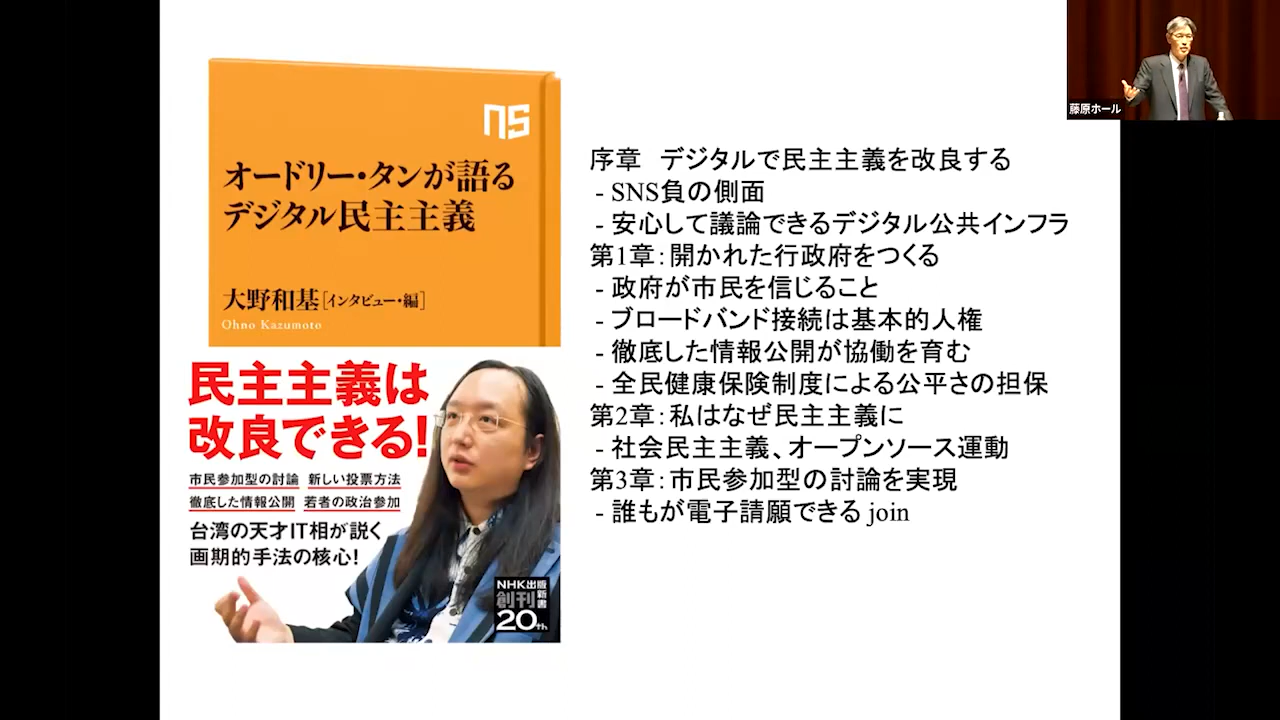 NS
オードリー・タンが語る
デジタル民主主義
大野和基[インタビュー・編]
Ohno Kazumoto
民主主義は
改良できる!
市民参加型の討論 新しい投票方法
徹底した情報公開 若者の政治参加
台湾の天才IT相が説く
画期的手法の核心!
NHK出版新書
創刊
20th
序章 デジタルで民主主義を改良する
- SNS負の側面
- 安心して議論できるデジタル公共インフラ
第1章:開かれた行政府をつくる
- 政府が市民を信じること
- ブロードバンド接続は基本的人権
- 徹底した情報公開が協働を育む
- 全民健康保険制度による公平さの担保
第2章:私はなぜ民主主義に
- 社会民主主義、オープンソース運動
第3章:市民参加型の討論を実現
- 誰もが電子請願できる join
藤原ホール